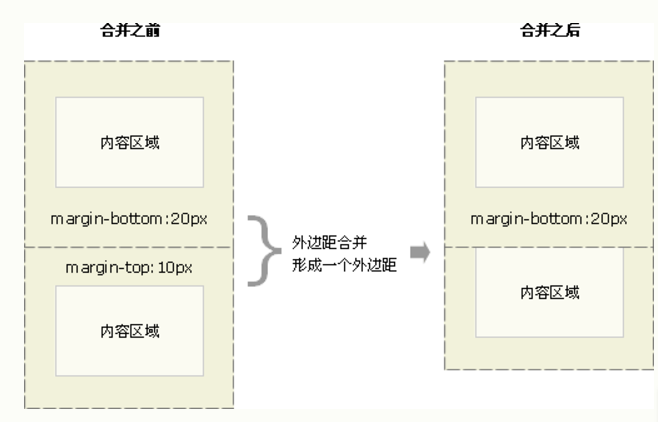 合并之前
合并之后
内容区域
内容区域
margin-bottom:20px
margin-bottom:20px
外边距合并
形成一个外边距
margin-top:10px
内容区域
内容区域